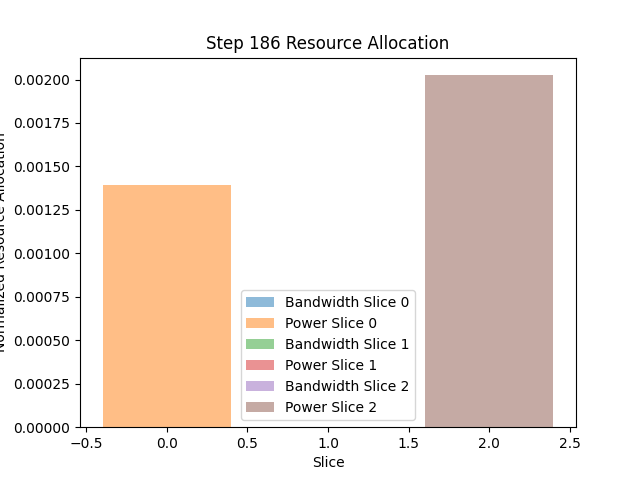 Step 186 Resource Allocation
Normalized Resource Allocation
0.00200
0.00175
0.00150
0.00125
0.00100
0.00075
0.00050
0.00025
0.00000
Bandwidth Slice 0
Power Slice 0
Bandwidth Slice 1
Power Slice 1
Bandwidth Slice 2
Power Slice 2
−0.5 0.0 0.5 1.0 1.5 2.0 2.5
Slice